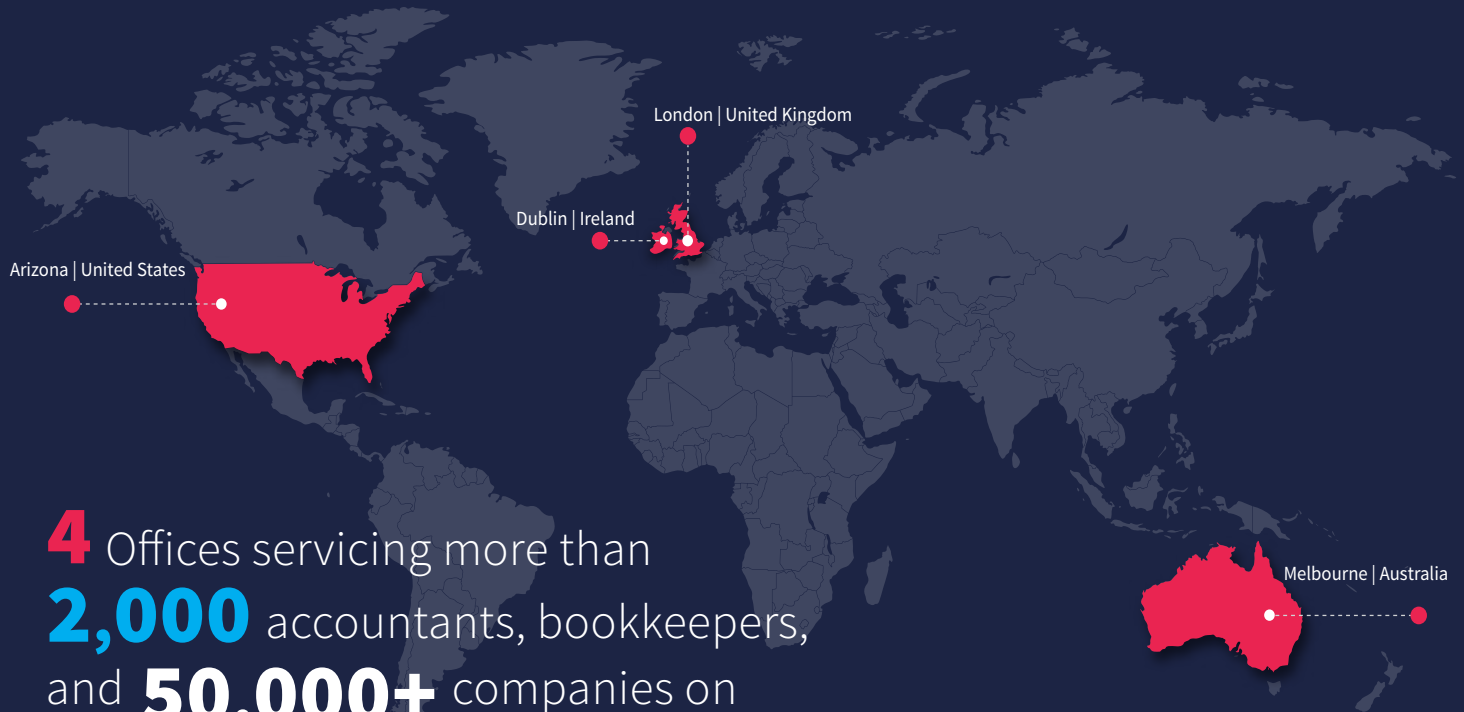 London | United Kingdom
Dublin | Ireland
Arizona | United States
Melbourne | Australia
4 Offices servicing more than
2,000 accountants, bookkeepers,
and 50,000+ companies on